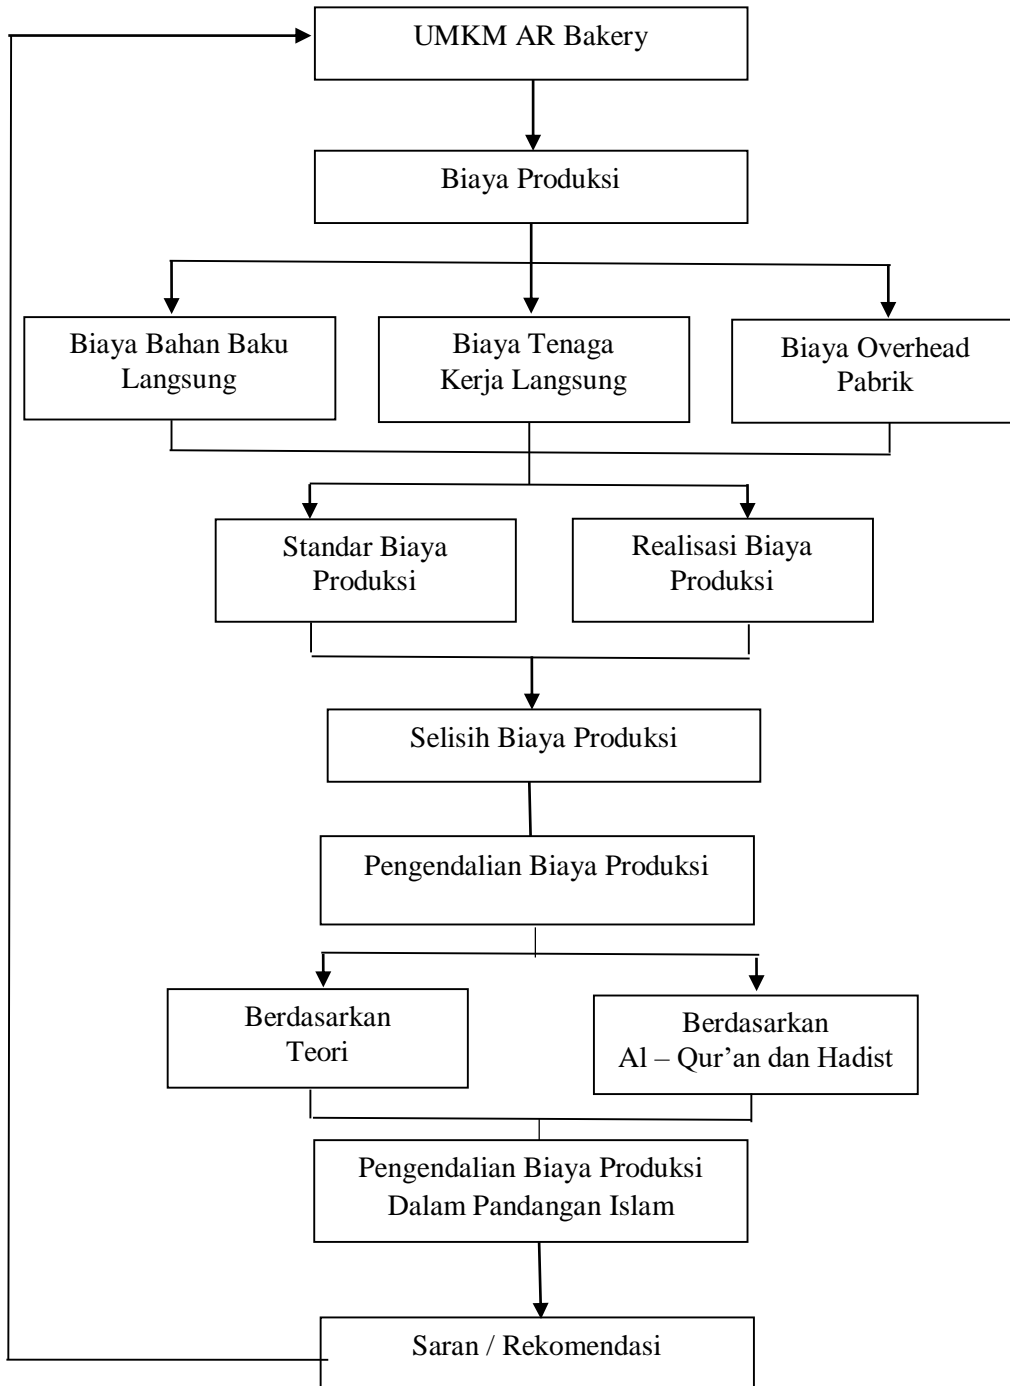 UMKM AR Bakery
Biaya Produksi
Biaya Bahan Baku
Langsung
Biaya Tenaga
Kerja Langsung
Biaya Overhead
Pabrik
Standar Biaya
Produksi
Realisasi Biaya
Produksi
Selisih Biaya Produksi
Pengendalian Biaya Produksi
Berdasarkan
Teori
Berdasarkan
Al – Qur’an dan Hadist
Pengendalian Biaya Produksi
Dalam Pandangan Islam
Saran / Rekomendasi